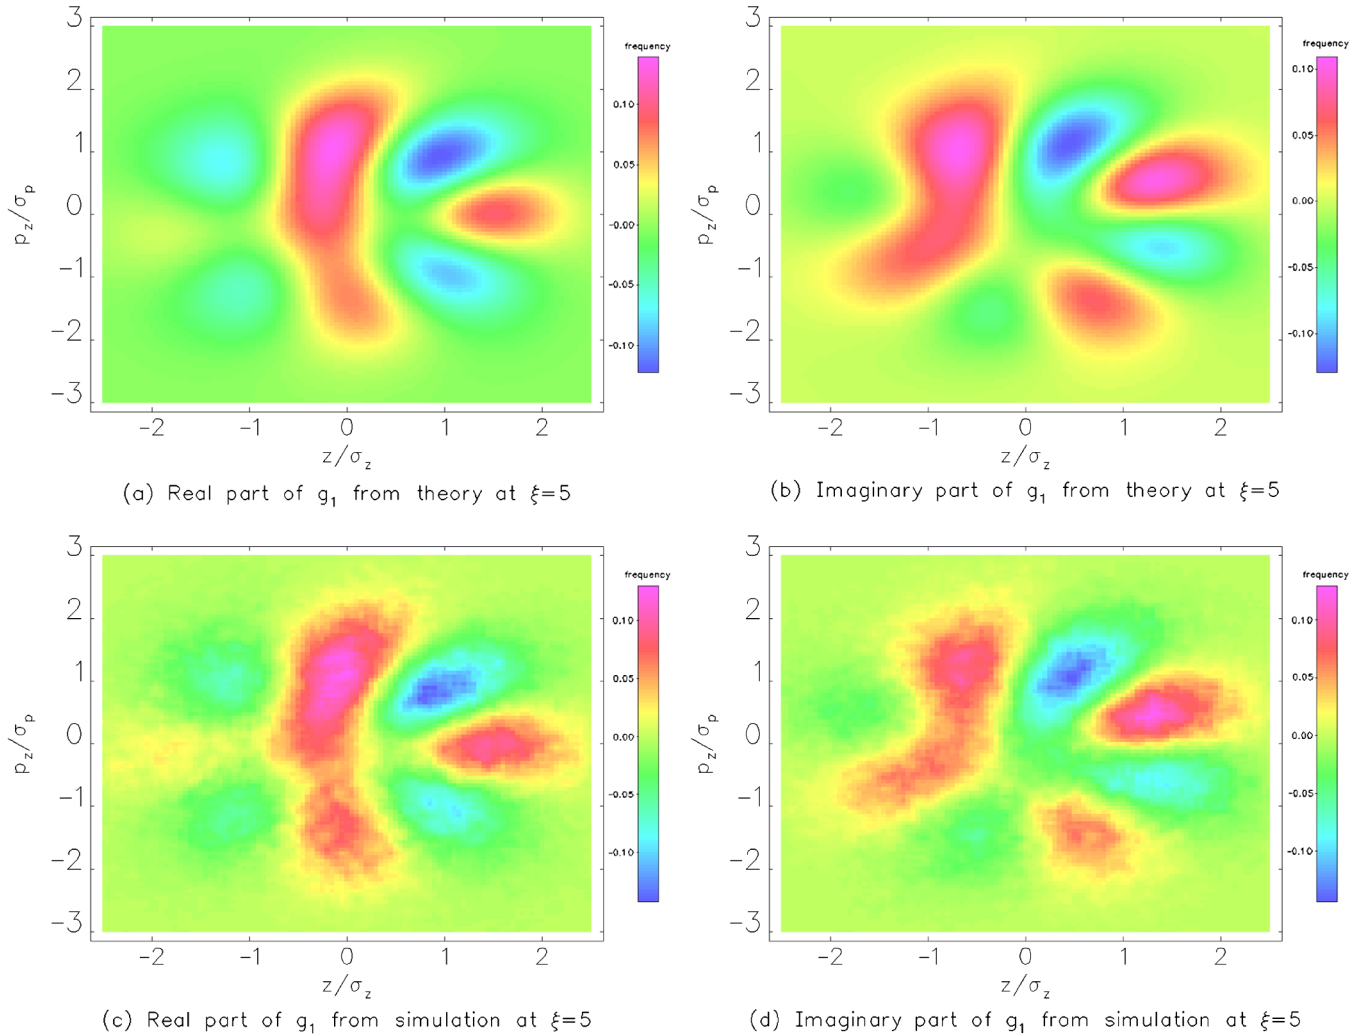 3
2
1
0
−1
−2
−3
p_z/σ_p
−2 −1 0 1 2
z/σ_z
frequency
0.10
0.05
0.00
-0.05
-0.10
(a) Real part of g_1 from theory at ξ=5
3
2
1
0
−1
−2
−3
p_z/σ_p
−2 −1 0 1 2
z/σ_z
frequency
0.10
0.05
0.00
-0.05
-0.10
(b) Imaginary part of g_1 from theory at ξ=5
3
2
1
0
−1
−2
−3
p_z/σ_p
−2 −1 0 1 2
z/σ_z
frequency
0.10
0.05
0.00
-0.05
-0.10
(c) Real part of g_1 from simulation at ξ=5
3
2
1
0
−1
−2
−3
p_z/σ_p
−2 −1 0 1 2
z/σ_z
frequency
0.10
0.05
0.00
-0.05
-0.10
(d) Imaginary part of g_1 from simulation at ξ=5